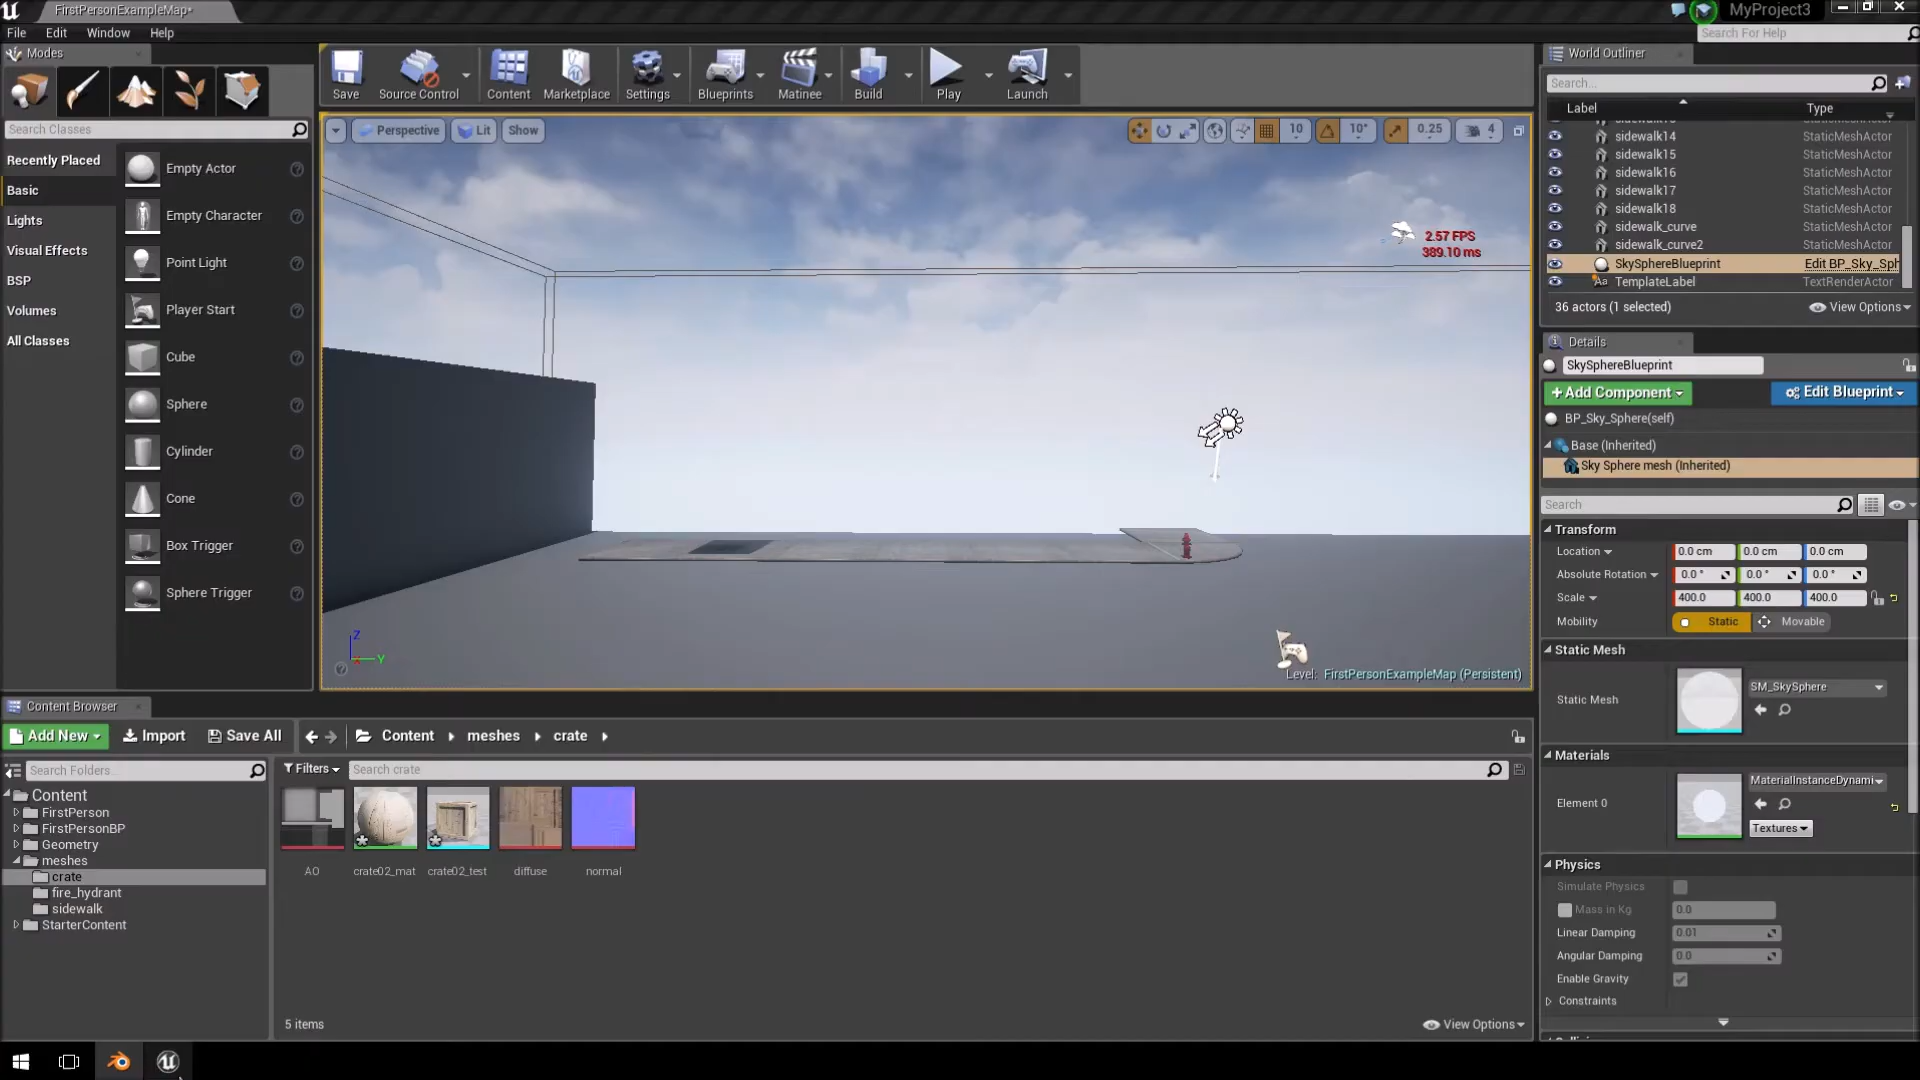 FirstPersonExampleMap*
MyProject3
File Edit Window Help
Search For Help
Modes
Search Classes
Recently Placed
Basic
Lights
Visual Effects
BSP
Volumes
All Classes
Empty Actor
Empty Character
Point Light
Player Start
Cube
Sphere
Cylinder
Cone
Box Trigger
Sphere Trigger
Save
Source Control
Content
Marketplace
Settings
Blueprints
Matinee
Build
Play
Launch
Perspective
Lit
Show
10
10°
0.25
4
2.57 FPS
389.10 ms
Z
Y
Level: FirstPersonExampleMap (Persistent)
World Outliner
Search...
Label Type
sidewalk14 StaticMeshActor
sidewalk15 StaticMeshActor
sidewalk16 StaticMeshActor
sidewalk17 StaticMeshActor
sidewalk18 StaticMeshActor
sidewalk_curve StaticMeshActor
sidewalk_curve2 StaticMeshActor
SkySphereBlueprint Edit BP_Sky_Sph
TemplateLabel TextRenderActor
36 actors (1 selected) View Options
Details
SkySphereBlueprint
+ Add Component
Edit Blueprint
BP_Sky_Sphere(self)
Base (Inherited)
Sky Sphere mesh (Inherited)
Search
Transform
Location 0.0 cm 0.0 cm 0.0 cm
Absolute Rotation 0.0 ° 0.0 ° 0.0 °
Scale 400.0 400.0 400.0
Mobility Static Movable
Static Mesh
Static Mesh SM_SkySphere
Materials
Element 0 MaterialInstanceDynami
Textures
Physics
Simulate Physics
Mass in Kg 0.0
Linear Damping 0.01
Angular Damping 0.0
Enable Gravity
Constraints
Content Browser
Add New Import Save All Content meshes crate
Search Folders
Filters Search crate
Content
FirstPerson
FirstPersonBP
Geometry
meshes
crate
fire_hydrant
sidewalk
StarterContent
AO
crate02_mat
crate02_test
diffuse
normal
5 items
View Options